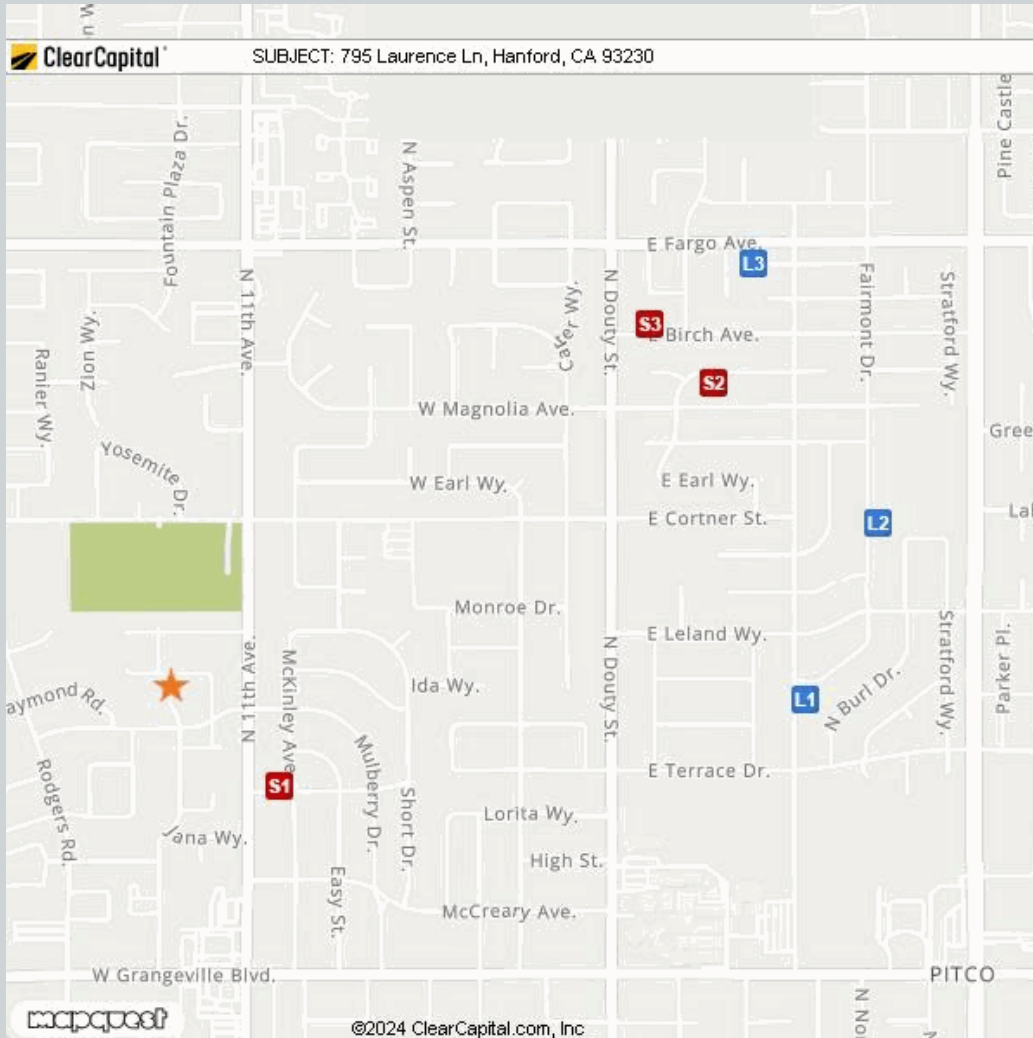 ClearCapital®
SUBJECT: 795 Laurence Ln, Hanford, CA 93230
Pine Castle
Fountain Plaza Dr.
N Aspen St.
E Fargo Ave.
L3
N 11th Ave.
Carer Wy.
N Douty St.
Fairmont Dr.
Stratford Wy.
Zion Wy.
Ranier Wy.
S3
E Birch Ave.
S2
W Magnolia Ave.
Gree
Yosemite Dr.
W Earl Wy.
E Earl Wy.
E Cortner St.
L2
Lal
Monroe Dr.
E Leland Wy.
Stratford Wy.
Parker Pl.
N 11th Ave.
McKinley Ave
Ida Wy.
N Douty St.
L1
N Burl Dr.
aymond Rd.
Rodgers Rd.
S1
Mulberry Dr.
Short Dr.
E Terrace Dr.
Jana Wy.
Lorita Wy.
High St.
Easy St.
McCreary Ave.
W Grangeville Blvd.
PITCO
mapquest
©2024 ClearCapital.com, Inc
N Nor